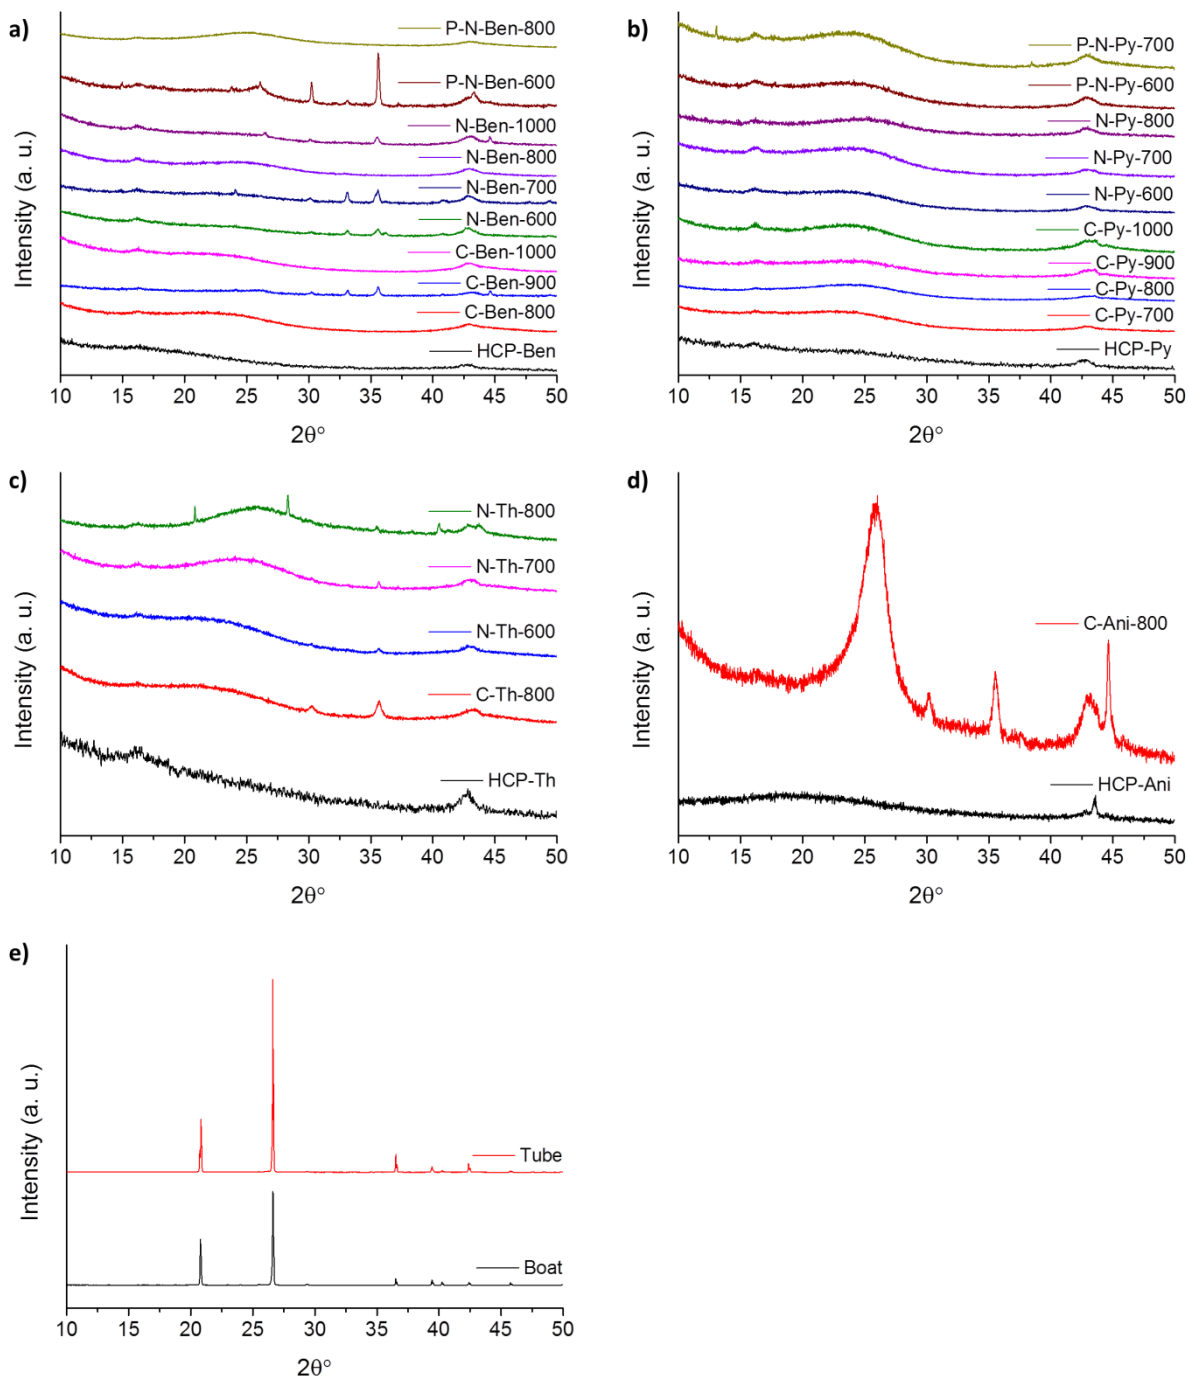 a)
P-N-Ben-800
P-N-Ben-600
N-Ben-1000
N-Ben-800
N-Ben-700
N-Ben-600
C-Ben-1000
C-Ben-900
C-Ben-800
HCP-Ben
Intensity (a. u.)
10 15 20 25 30 35 40 45 50
2θ°
b)
P-N-Py-700
P-N-Py-600
N-Py-800
N-Py-700
N-Py-600
C-Py-1000
C-Py-900
C-Py-800
C-Py-700
HCP-Py
Intensity (a. u.)
10 15 20 25 30 35 40 45 50
2θ°
c)
N-Th-800
N-Th-700
N-Th-600
C-Th-800
HCP-Th
Intensity (a. u.)
10 15 20 25 30 35 40 45 50
2θ°
d)
C-Ani-800
HCP-Ani
Intensity (a. u.)
10 15 20 25 30 35 40 45 50
2θ°
e)
Tube
Boat
Intensity (a. u.)
10 15 20 25 30 35 40 45 50
2θ°